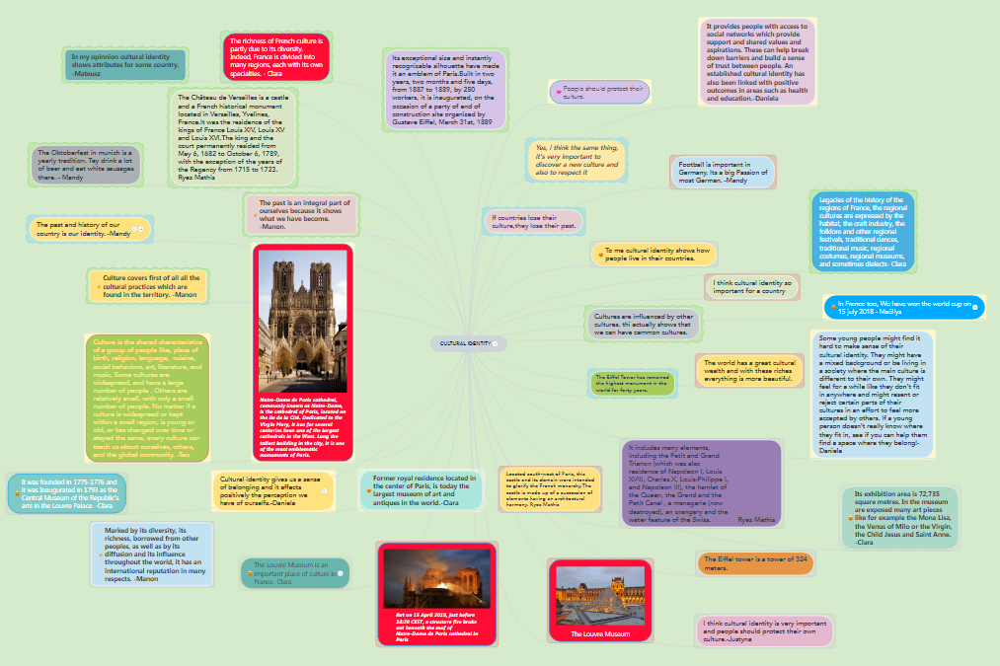 In my opinnion cultural identity
shows attributes for some country.
-Mateusz
The richness of French culture is
partly due to its diversity.
Indeed, France is divided into
many regions, each with its own
specialties. - Clara
Its exceptional size and instantly
recognizable silhouette have made
it an emblem of Paris.Built in two
years, two months and five days,
from 1887 to 1889, by 250
workers, it is inaugurated, on the
occasion of a party of end of
construction site organized by
Gustave Eiffel, March 31st, 1889
People should protect their
culture.
It provides people with access to
social networks which provide
support and shared values and
aspirations. These can help break
down barriers and build a sense
of trust between people. An
established cultural identity has
also been linked with positive
outcomes in areas such as health
and education.-Daniela
The Château de Versailles is a castle
and a French historical monument
located in Versailles, Yvelines,
France.It was the residence of the
kings of France Louis XIV, Louis XV
and Louis XVI.The king and the
court permanently resided from
May 6, 1682 to October 6, 1789,
with the exception of the years of
the Regency from 1715 to 1723.
Ryez Mathis
The Oktoberfest in munich is a
yearly tradition. Tey drink a lot
of beer and eat white sausages
there. - Mandy
Yes, i think the same thing,
it's very important to
discover a new culture and
also to respect it
Football is important in
Germany. Its a big Passion of
most German. -Mandy
The past is an integral part of
ourselves because it shows
what we have become.
-Manon.
If countries lose their
culture,they lose their past.
Legacies of the history of the
regions of France, the regional
cultures are expressed by the
habitat, the craft industry, the
folklore and other regional
festivals, traditional dances,
traditional music, regional
costumes, regional museums,
and sometimes dialects- Clara
The past and history of our
country is our identity. -Mandy
To me cultural identity shows how
people live in their countries.
Culture covers first of all all the
cultural practices which are
found in the territory. -Manon
I think cultural identity so
important for a country
In France too, We have won the world cup on
15 july 2018 - Maëllys
Cultures are influenced by other
cultures. thi actually shows that
we can have cammon cultures.
CULTURAL IDENTITY
Culture is the shared characteristics
of a group of people like, place of
birth, religion, language, cuisine,
social behaviors, art, literature, and
music. Some cultures are
widespread, and have a large
number of people . Others are
relatively small, with only a small
number of people. No matter if a
culture is widespread or kept
within a small region, is young or
old, or has changed over time or
stayed the same, every culture can
teach us about ourselves, others,
and the global community. -Teo
Notre-Dame de Paris cathedral,
commonly known as Notre-Dame,
is the cathedral of Paris, located on
the île de la Cité. Dedicated to the
Virgin Mary, it has for several
centuries been one of the largest
cathedrals in the West. Long the
tallest building in the city, it is one
of the most emblematic
monuments of Paris.
The Eiffel Tower has remained
the highest monument in the
world for forty years.
The world has a great cultural
wealth and with these riches
everything is more beautiful.
Some young people might find it
hard to make sense of their
cultural identity. They might have
a mixed background or be living in
a society where the main culture is
different to their own. They might
feel for a while like they don't fit
in anywhere and might resent or
reject certain parts of their
cultures in an effort to feel more
accepted by others. If a young
person doesn't really know where
they fit in, see if you can help them
find a space where they belong!-
Daniela
It was founded in 1775-1776 and
it was inaugurated in 1793 as the
Central Museum of the Republic's
arts in the Louvre Palace. -Clara
Cultural identity gives us a sense
of belonging and it affects
positively the perception we
have of ourself.-Daniela
Former royal residence located in
the center of Paris, is today the
largest museum of art and
antiques in the world.-Clara
Located south-west of Paris, this
castle and its domain were intended
to glorify the French monarchy.The
castle is made up of a succession of
elements having an architectural
harmony. Ryez Mathis
It includes many elements,
including the Petit and Grand
Trianon (which was also
residence of Napoleon I, Louis
XVIII, Charles X, Louis-Philippe I,
and Napoleon III), the hamlet of
the Queen, the Grand and the
Petit Canal , a menagerie (now
destroyed), an orangery and the
water feature of the Swiss. Ryez Mathis
Its exhibition area is 72,735
square metres. In the museum
are exposed many art pieces
like for example the Mona Lisa,
the Venus of Milo or the Virgin,
the Child Jesus and Saint Anne.
-Clara
Marked by its diversity, its
richness, borrowed from other
peoples, as well as by its
diffusion and its influence
throughout the world, it has an
international reputation in many
respects. -Manon
The Louvre Museum is an
important place of culture in
France. Clara
But on 15 April 2019, just before
18:20 CEST, a structure fire broke
out beneath the roof of
Notre-Dame de Paris cathedral in
Paris
The Louvre Museum
The Eiffel tower is a tower of 324
meters.
I think cultural identity is very important
and people should protect their own
culture.-Justyna